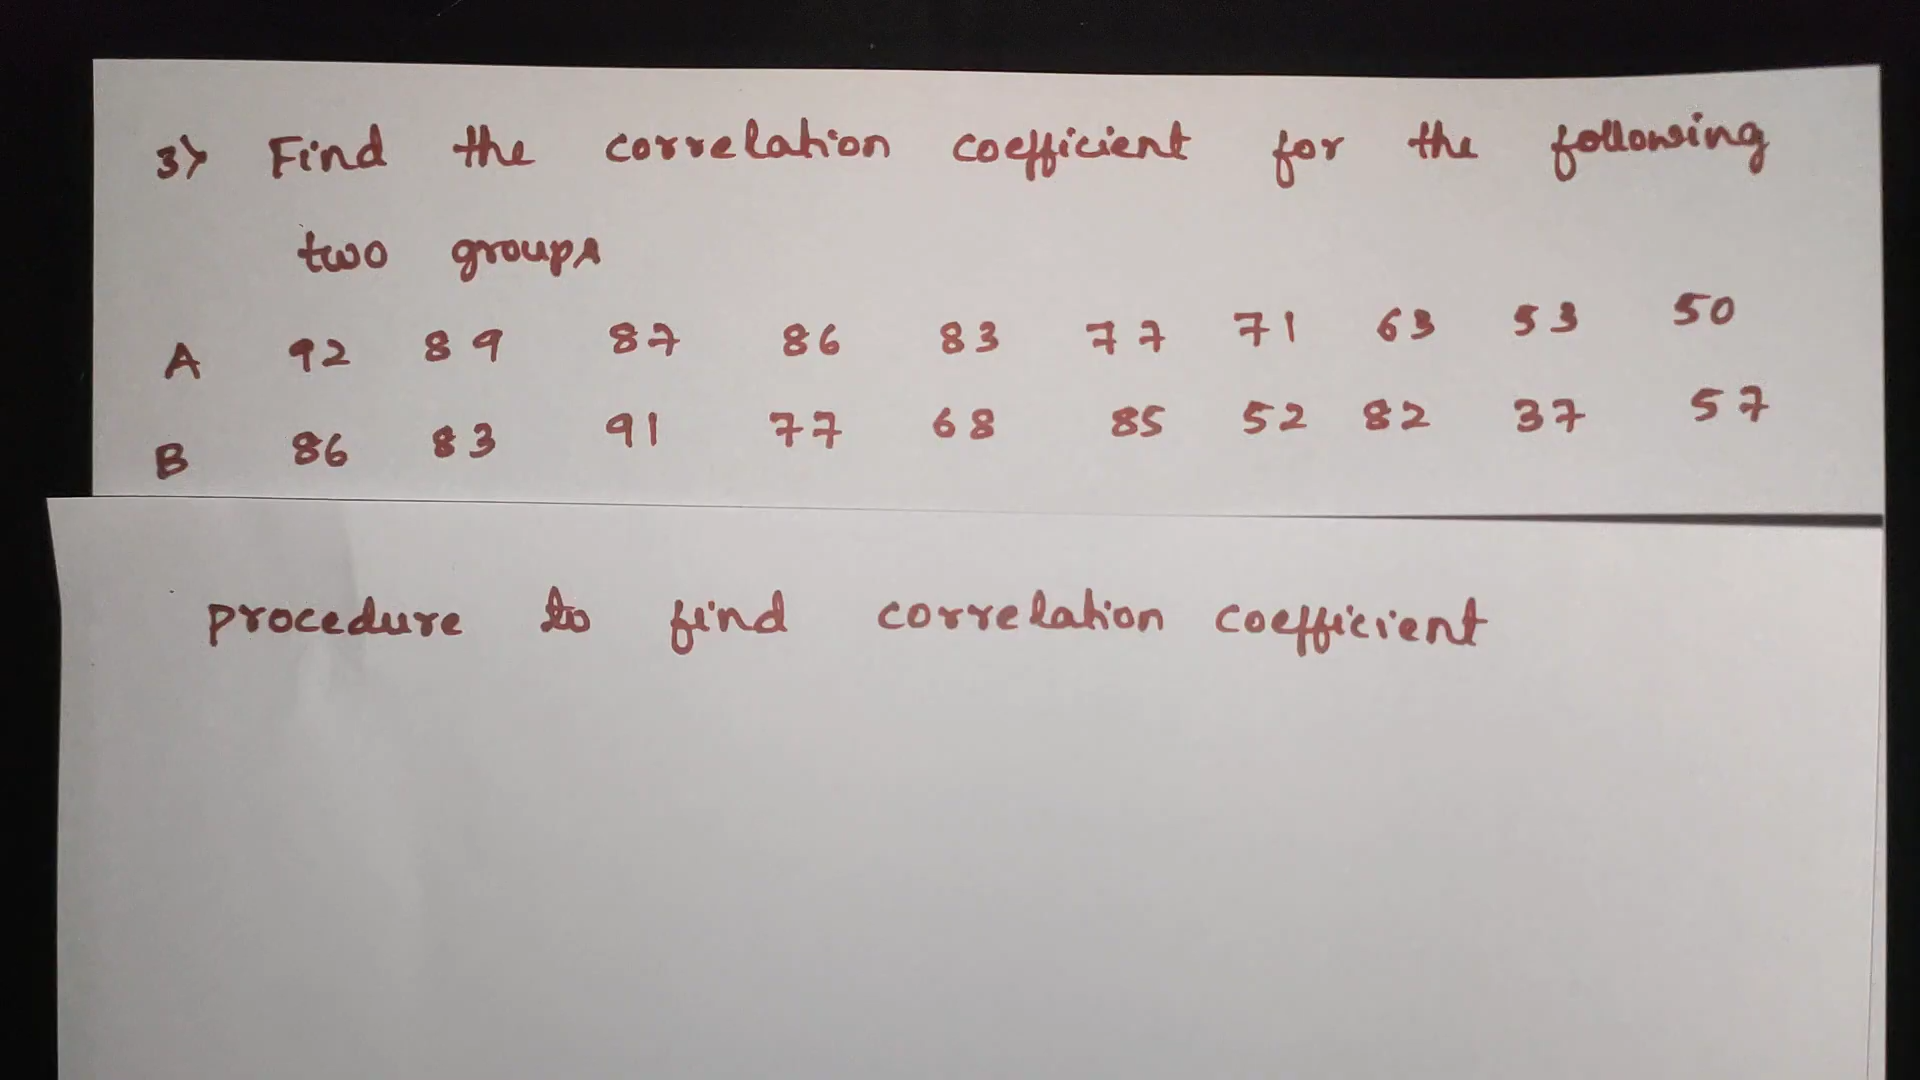 3) Find the correlation coefficient for the following
two groups
A 92 89 87 86 83 77 71 63 53 50
B 86 83 91 77 68 85 52 82 37 57
procedure to find correlation coefficient